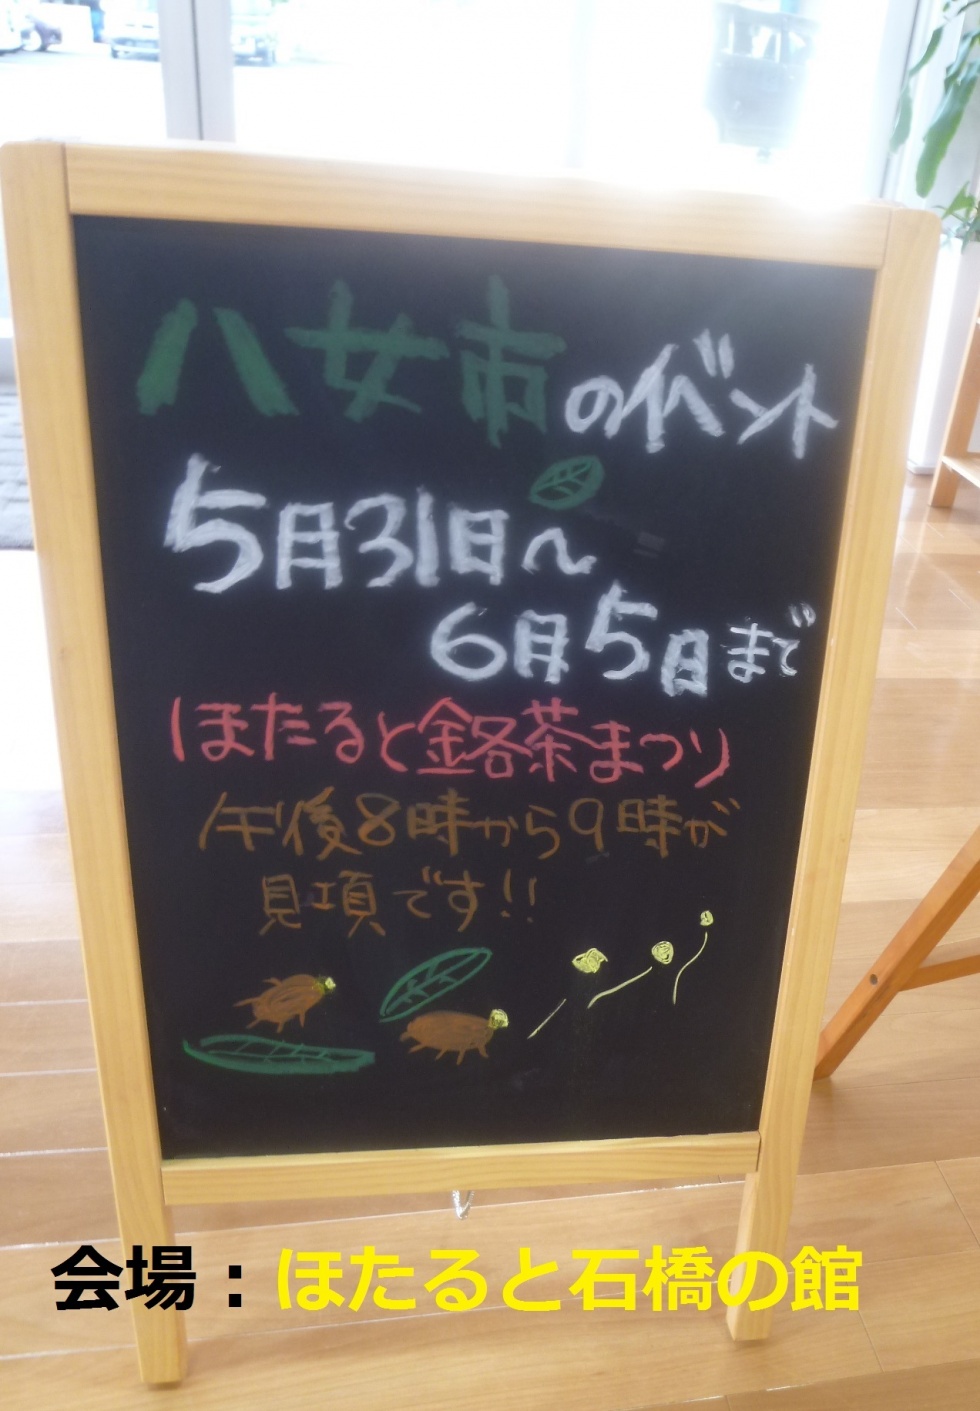 八女市のイベント
5月31日～
6月5日まで
ほたると銘茶まつり
午後8時から9時が
見項です!!
会場：ほたると石橋の館